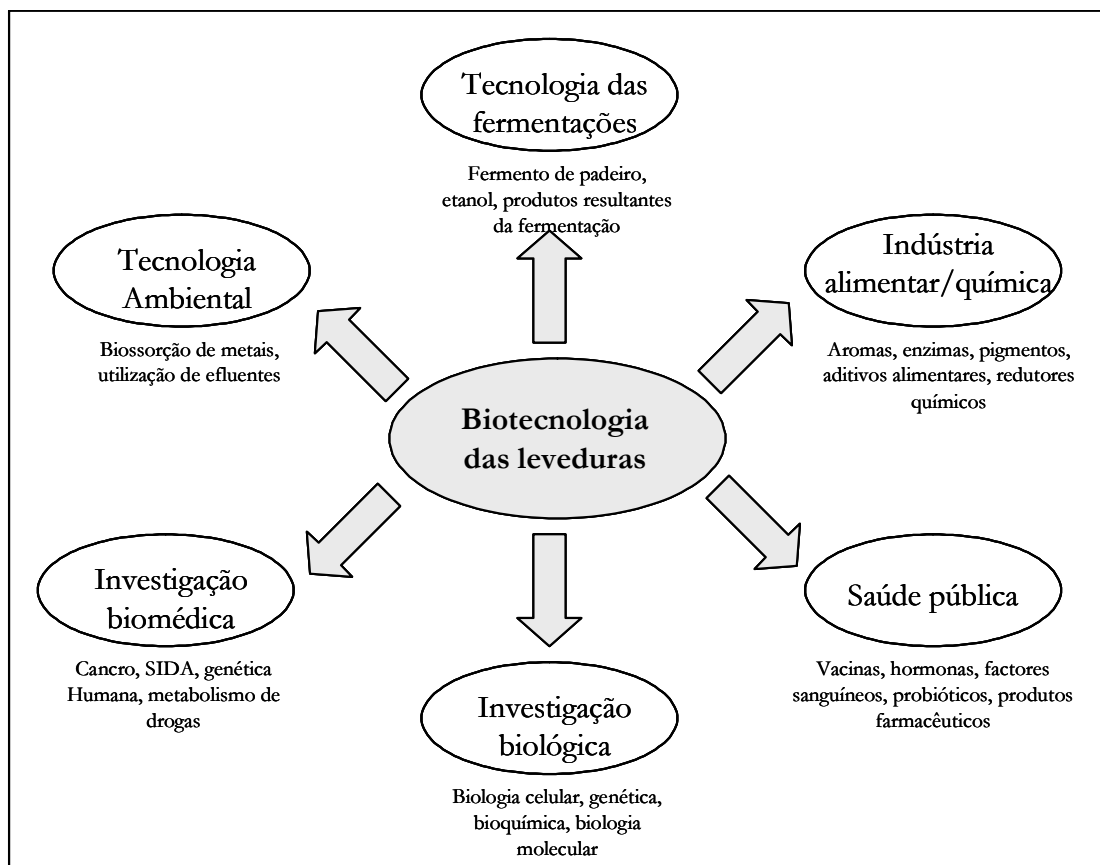 Tecnologia das
fermentações
Fermento de padeiro,
etanol, produtos resultantes
da fermentação
Tecnologia
Ambiental
Biossorção de metais,
utilização de efluentes
Indústria
alimentar/química
Aromas, enzimas, pigmentos,
aditivos alimentares, redutores
químicos
Biotecnologia
das leveduras
Investigação
biomédica
Cancro, SIDA, genética
Humana, metabolismo de
drogas
Saúde pública
Vacinas, hormonas, factores
sanguíneos, probióticos, produtos
farmacêuticos
Investigação
biológica
Biologia celular, genética,
bioquímica, biologia
molecular